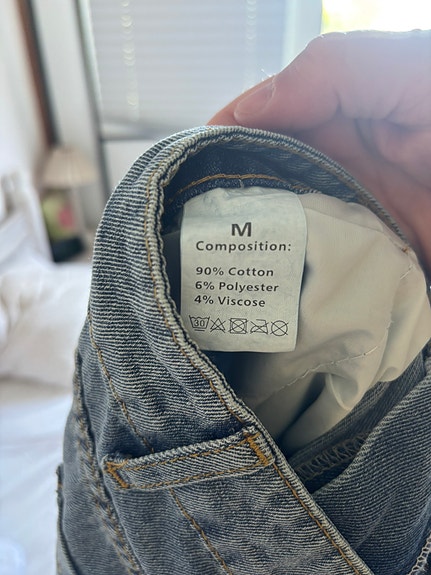 M
Composition:
90% Cotton
6% Polyester
4% Viscose
30